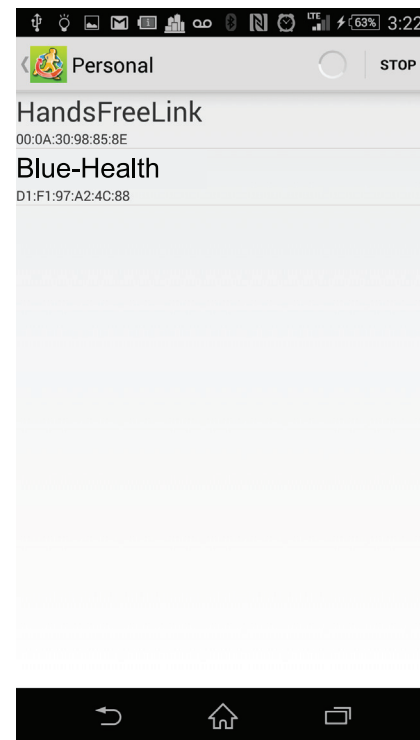 LTE 63% 3:22
Personal STOP
HandsFreeLink
00:0A:30:98:85:8E
Blue-Health
D1:F1:97:A2:4C:88